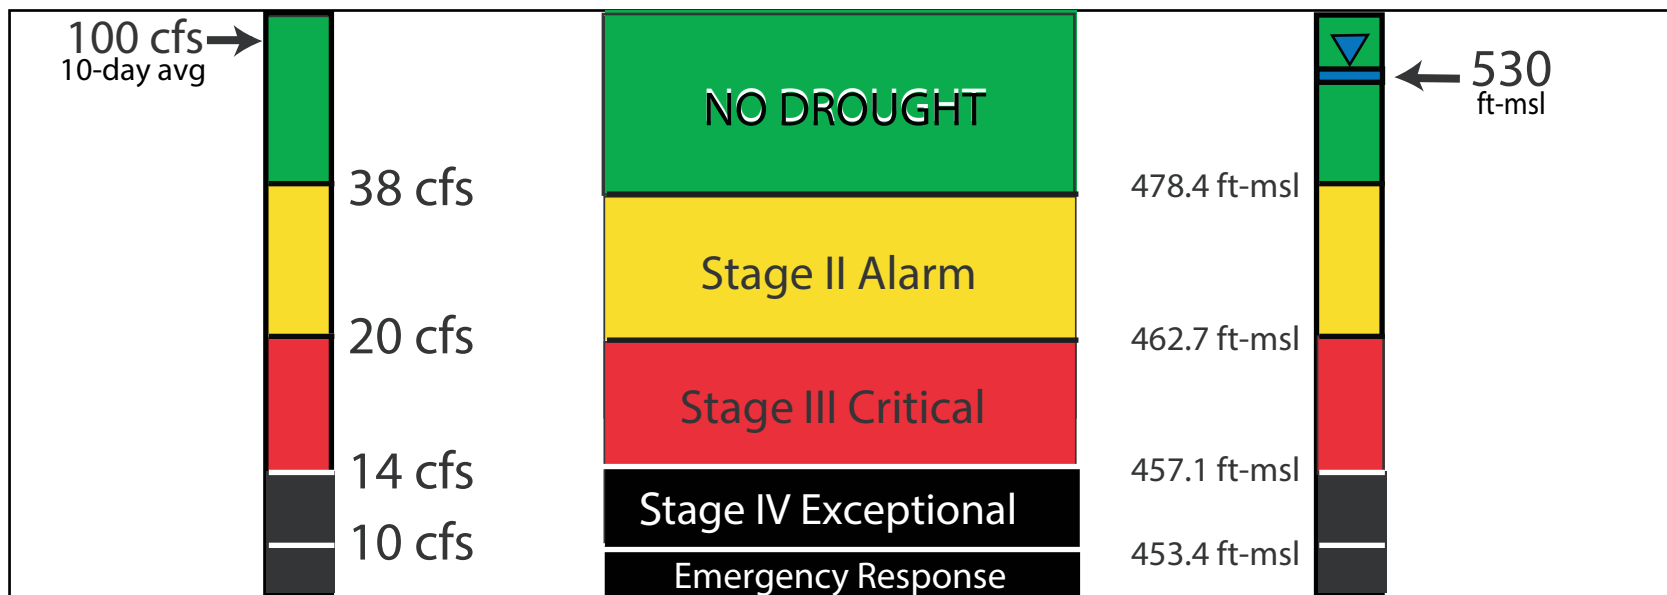 100 cfs
10-day avg
38 cfs
20 cfs
14 cfs
10 cfs
NO DROUGHT
Stage II Alarm
Stage III Critical
Stage IV Exceptional
Emergency Response
530
ft-msl
478.4 ft-msl
462.7 ft-msl
457.1 ft-msl
453.4 ft-msl